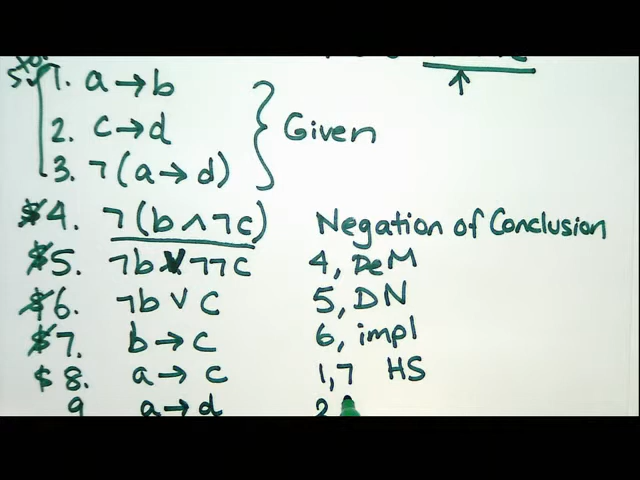 1. a → b
2. c → d
3. ¬(a → d)
Given
$4. ¬(b ∧ ¬c) Negation of Conclusion
$5. ¬b ∨ ¬¬c 4, DeM
$6. ¬b ∨ c 5, DN
$7. b → c 6, impl
$8. a → c 1,7 HS
9 a → d 2